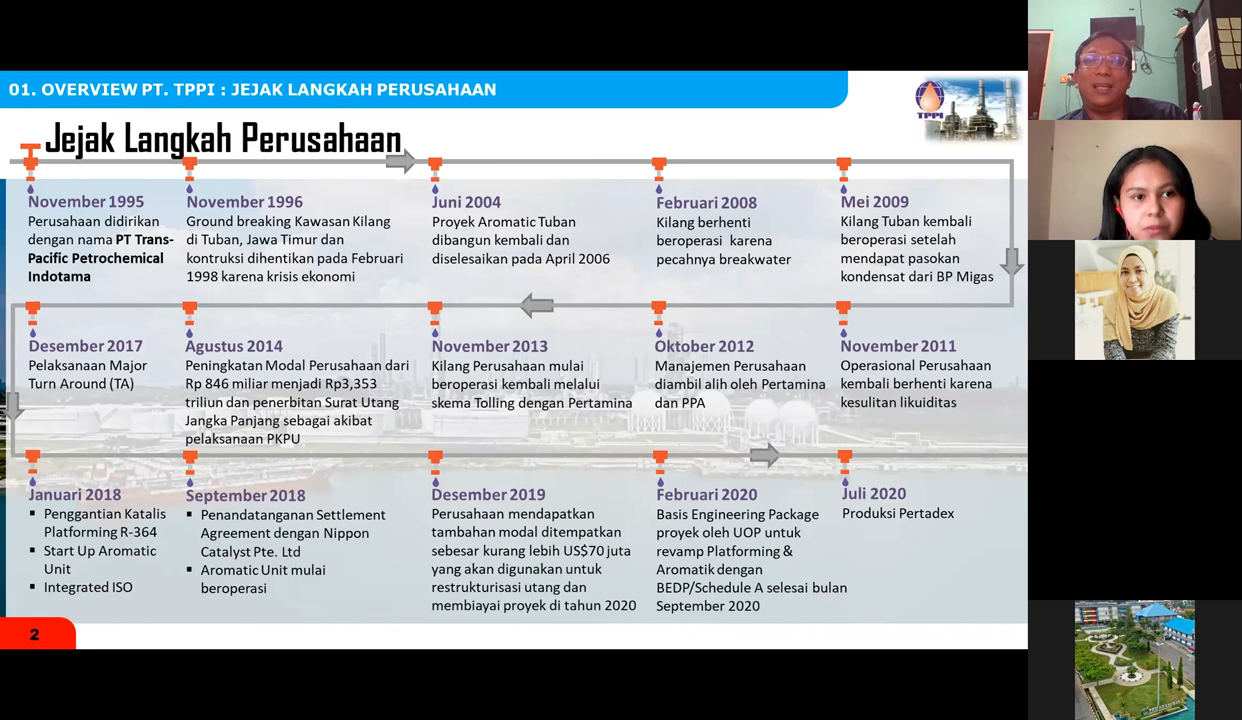 01. OVERVIEW PT. TPPI : JEJAK LANGKAH PERUSAHAAN
TPPI
Jejak Langkah Perusahaan
November 1995
Perusahaan didirikan
dengan nama PT Trans-
Pacific Petrochemical
Indotama
November 1996
Ground breaking Kawasan Kilang
di Tuban, Jawa Timur dan
kontruksi dihentikan pada Februari
1998 karena krisis ekonomi
Juni 2004
Proyek Aromatic Tuban
dibangun kembali dan
diselesaikan pada April 2006
Februari 2008
Kilang berhenti
beroperasi karena
pecahnya breakwater
Mei 2009
Kilang Tuban kembali
beroperasi setelah
mendapat pasokan
kondensat dari BP Migas
Desember 2017
Pelaksanaan Major
Turn Around (TA)
Agustus 2014
Peningkatan Modal Perusahaan dari
Rp 846 miliar menjadi Rp3,353
triliun dan penerbitan Surat Utang
Jangka Panjang sebagai akibat
pelaksanaan PKPU
November 2013
Kilang Perusahaan mulai
beroperasi kembali melalui
skema Tolling dengan Pertamina
Oktober 2012
Manajemen Perusahaan
diambil alih oleh Pertamina
dan PPA
November 2011
Operasional Perusahaan
kembali berhenti karena
kesulitan likuiditas
Januari 2018
▪ Penggantian Katalis
Platforming R-364
▪ Start Up Aromatic
Unit
▪ Integrated ISO
September 2018
▪ Penandatanganan Settlement
Agreement dengan Nippon
Catalyst Pte. Ltd
▪ Aromatic Unit mulai
beroperasi
Desember 2019
Perusahaan mendapatkan
tambahan modal ditempatkan
sebesar kurang lebih US$70 juta
yang akan digunakan untuk
restrukturisasi utang dan
membiayai proyek di tahun 2020
Februari 2020
Basis Engineering Package
proyek oleh UOP untuk
revamp Platforming &
Aromatik dengan
BEDP/Schedule A selesai bulan
September 2020
Juli 2020
Produksi Pertadex
2